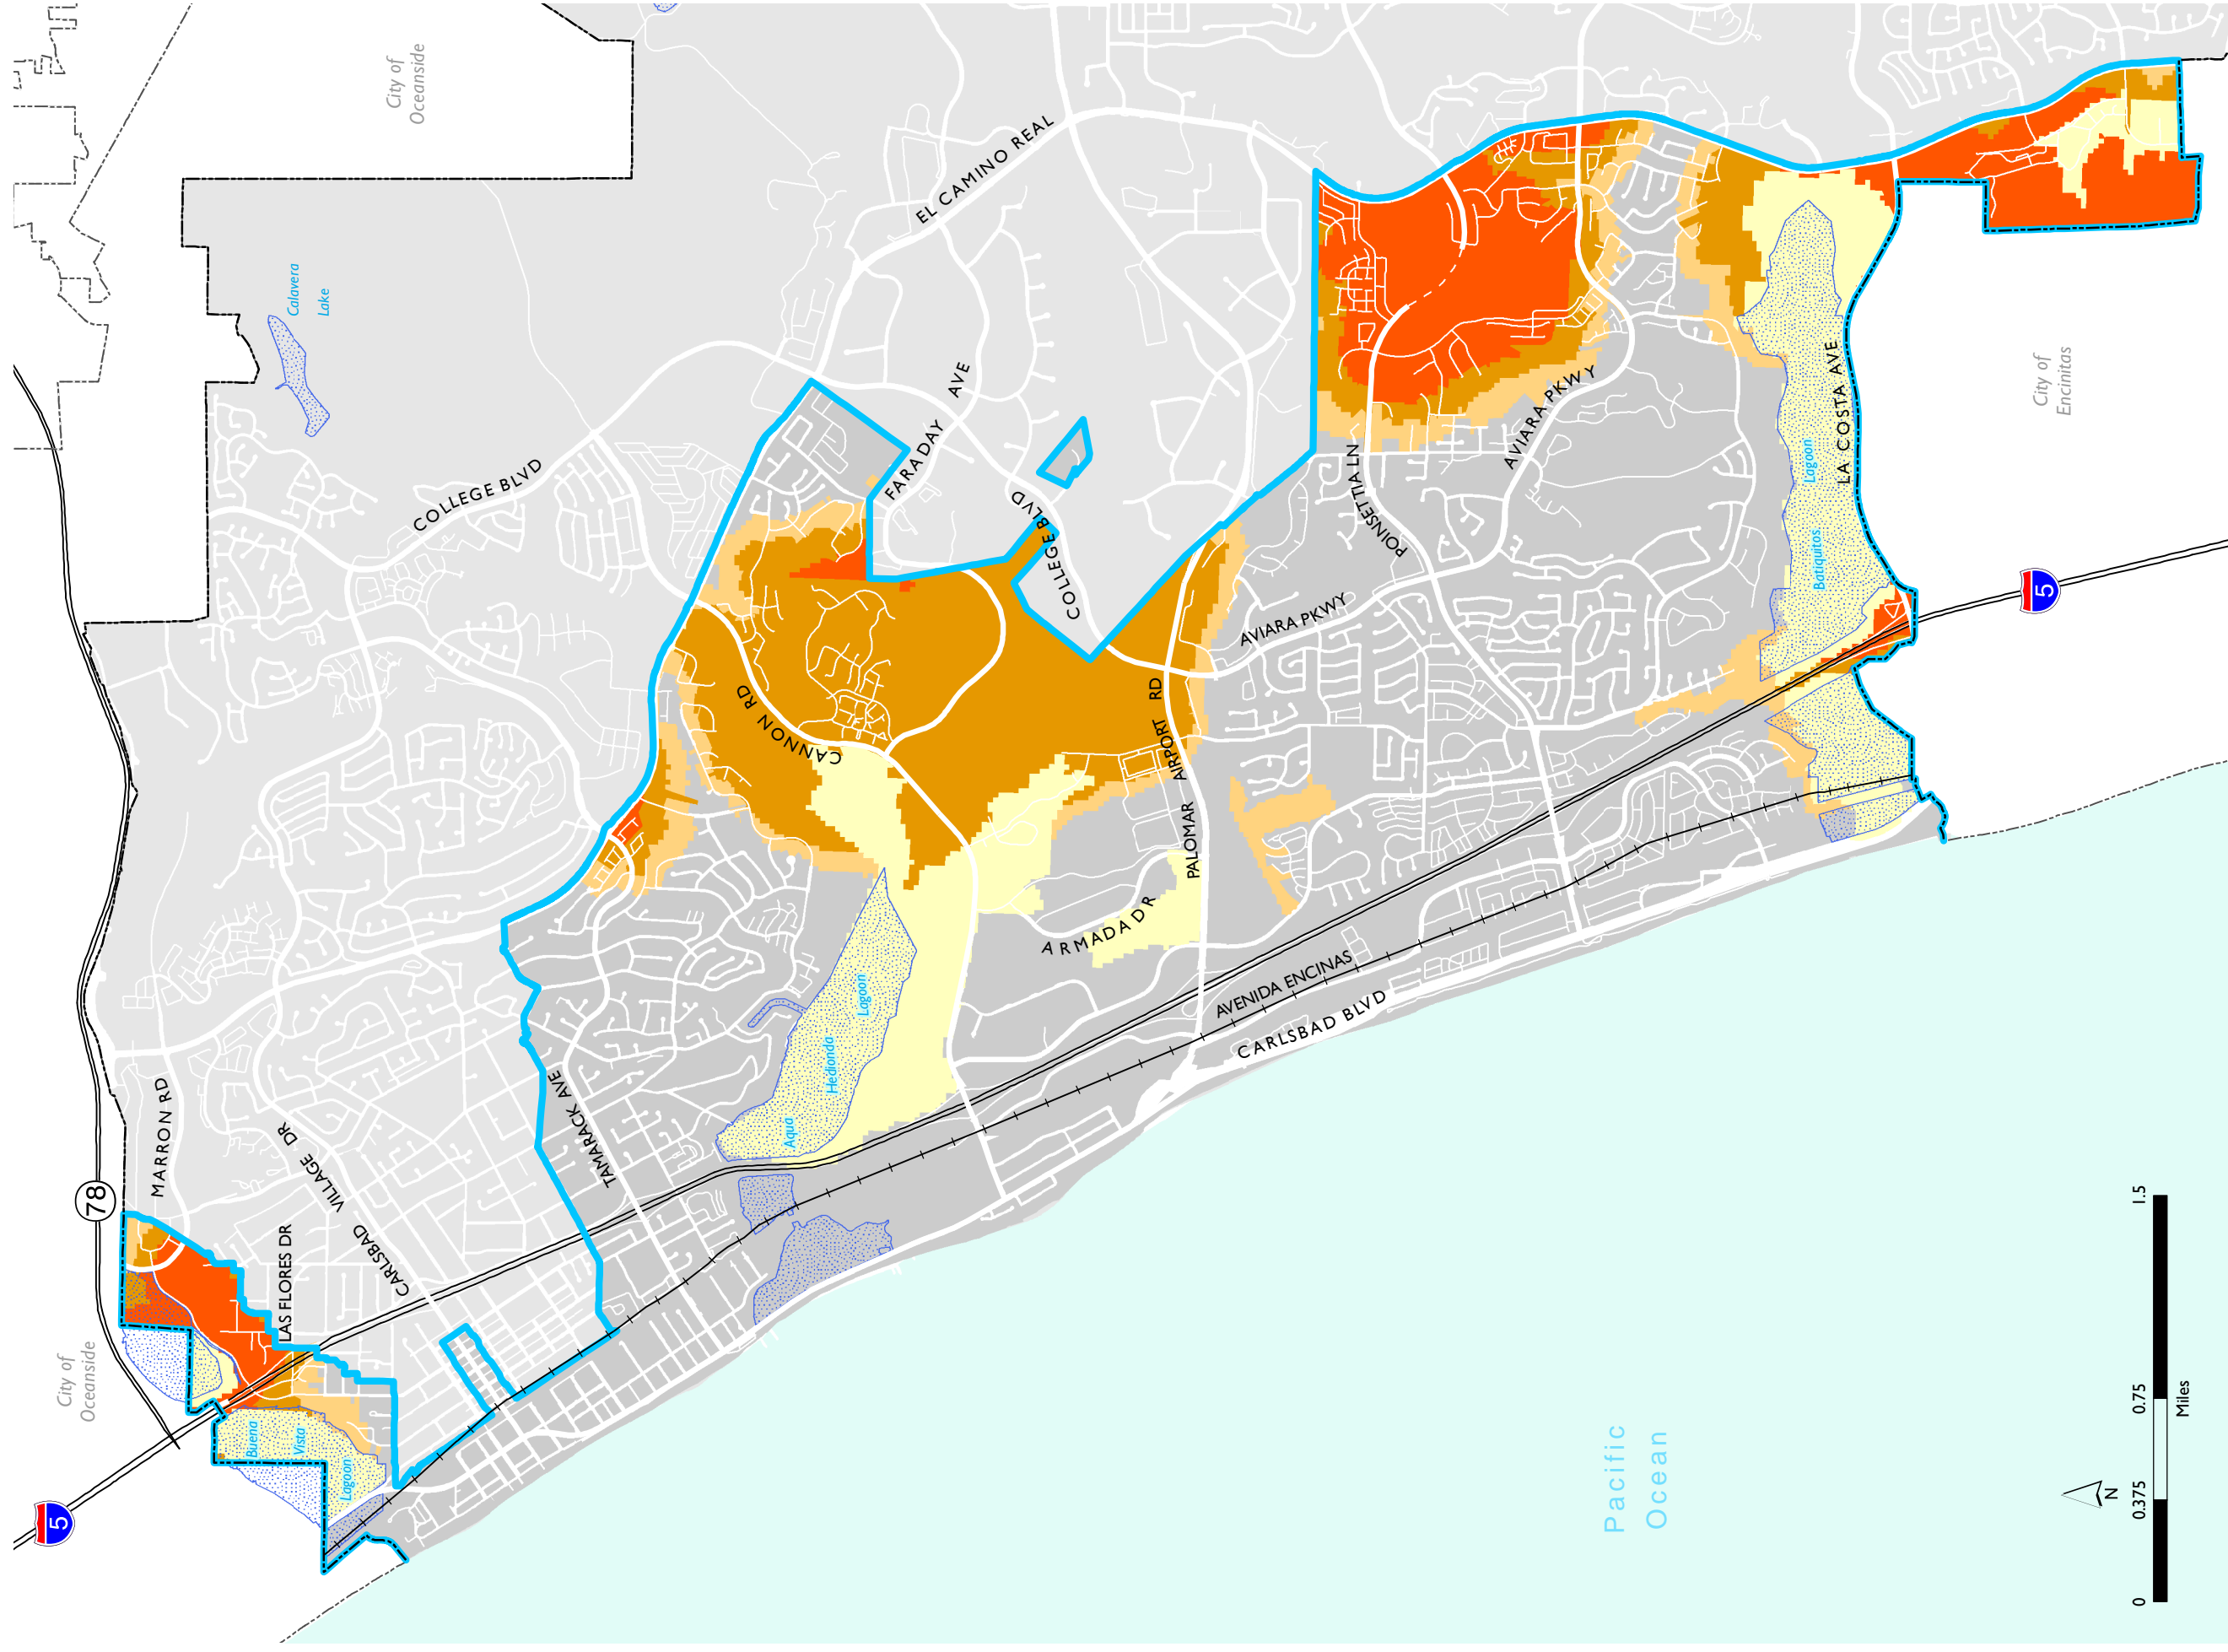 City of
Oceanside
Calavera
Lake
EL CAMINO REAL
COLLEGE BLVD
FARADAY AVE
COLLEGE BLVD
POINSETTIA LN
AVIARA PKWY
LA COSTA AVE
City of
Encinitas
Batiquitos Lagoon
5
AVIARA PKWY
CANNON RD
PALOMAR AIRPORT RD
ARMADA DR
AVENIDA ENCINAS
CARLSBAD BLVD
Aqua Hedionda Lagoon
TAMARACK AVE
MARRON RD
CARLSBAD VILLAGE DR
LAS FLORES DR
78
City of
Oceanside
Buena
Vista
Lagoon
5
Pacific
Ocean
N
0 0.375 0.75 1.5
Miles